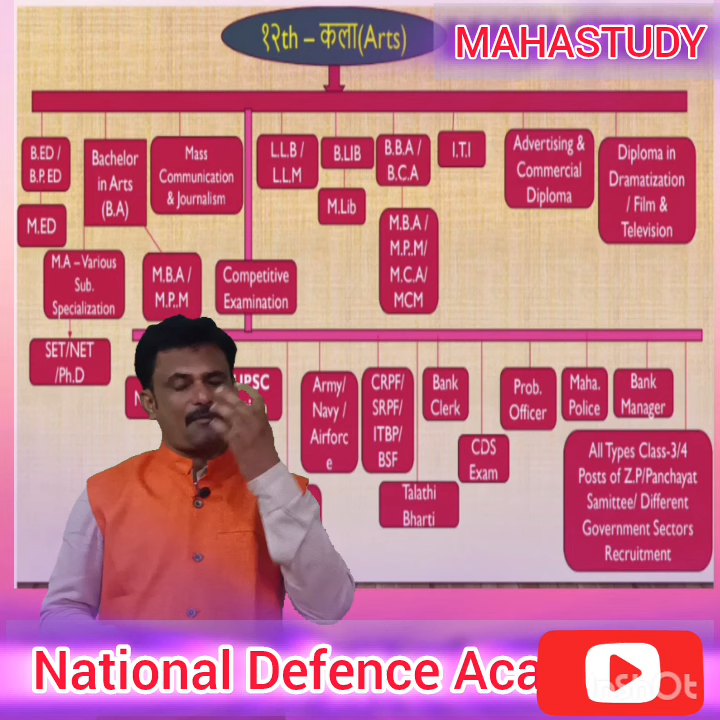 १२th – कला(Arts)
MAHASTUDY
B.ED /
B.P.ED
Bachelor
in Arts
(B.A)
Mass
Communication
& Journalism
L.L.B /
L.L.M
B.LIB
B.B.A /
B.C.A
I.T.I
Advertising &
Commercial
Diploma
Diploma in
Dramatization
/ Film &
Television
M.ED
M.Lib
M.A – Various
Sub.
Specialization
M.B.A /
M.P.M
Competitive
Examination
M.B.A /
M.P.M/
M.C.A/
MCM
SET/NET
/Ph.D
Army/
Navy /
Airforc
e
CRPF/
SRPF/
ITBP/
BSF
Bank
Clerk
Prob.
Officer
Maha.
Police
Bank
Manager
CDS
Exam
Talathi
Bharti
All Types Class-3/4
Posts of Z.P/Panchayat
Samittee/ Different
Government Sectors
Recruitment
National Defence Aca